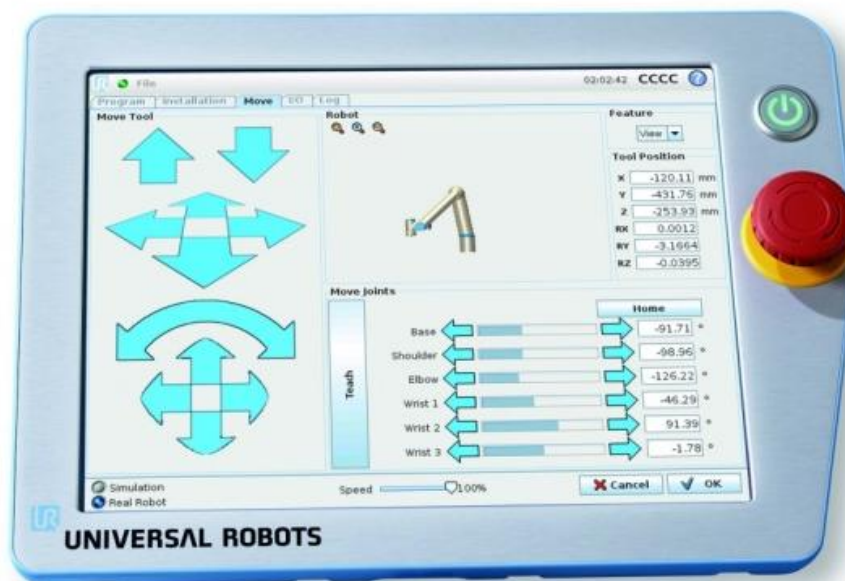 File
02:02:42 CCCC ?
Program Installation Move I/O Log
Move Tool
Robot
Feature
View
Tool Position
X -120.11 mm
Y -431.76 mm
Z -253.93 mm
RX 0.0012
RY -3.1664
RZ -0.0395
Move Joints
Home
Teach
Base -91.71 °
Shoulder -98.96 °
Elbow -126.22 °
Wrist 1 -46.29 °
Wrist 2 91.39 °
Wrist 3 -1.78 °
Simulation
Real Robot
Speed 100%
Cancel OK
UR
UNIVERSAL ROBOTS